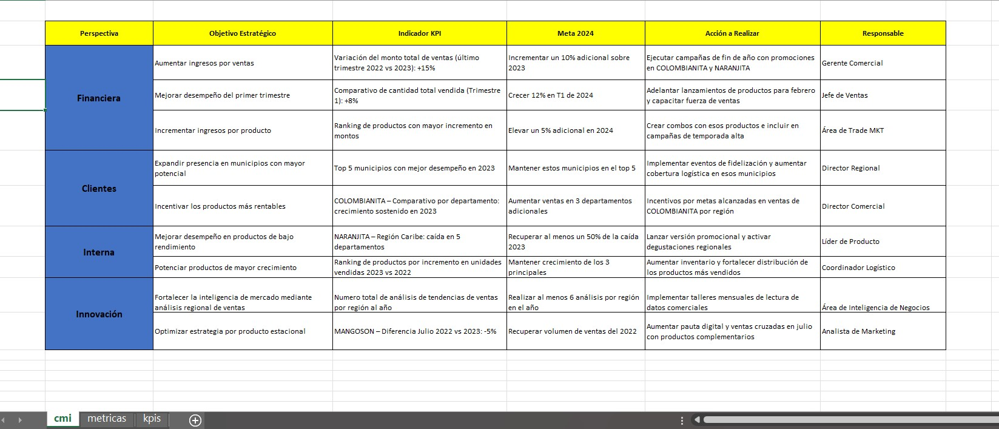 Perspectiva
Objetivo Estratégico
Indicador KPI
Meta 2024
Acción a Realizar
Responsable
Financiera
Aumentar ingresos por ventas
Variación del monto total de ventas (último
trimestre 2022 vs 2023): +15%
Incrementar un 10% adicional sobre
2023
Ejecutar campañas de fin de año con promociones
en COLOMBIANITA y NARANJITA
Gerente Comercial
Mejorar desempeño del primer trimestre
Comparativo de cantidad total vendida (Trimestre
1): +8%
Crecer 12% en T1 de 2024
Adelantar lanzamientos de productos para febrero
y capacitar fuerza de ventas
Jefe de Ventas
Incrementar ingresos por producto
Ranking de productos con mayor incremento en
montos
Elevar un 5% adicional en 2024
Crear combos con esos productos e incluir en
campañas de temporada alta
Área de Trade MKT
Clientes
Expandir presencia en municipios con mayor
potencial
Top 5 municipios con mejor desempeño en 2023
Mantener estos municipios en el top 5
Implementar eventos de fidelización y aumentar
cobertura logística en esos municipios
Director Regional
Incentivar los productos más rentables
COLOMBIANITA – Comparativo por departamento:
crecimiento sostenido en 2023
Aumentar ventas en 3 departamentos
adicionales
Incentivos por metas alcanzadas en ventas de
COLOMBIANITA por región
Director Comercial
Interna
Mejorar desempeño en productos de bajo
rendimiento
NARANJITA – Región Caribe: caída en 5
departamentos
Recuperar al menos un 50% de la caída
2023
Lanzar versión promocional y activar
degustaciones regionales
Líder de Producto
Potenciar productos de mayor crecimiento
Ranking de productos por incremento en unidades
vendidas 2023 vs 2022
Mantener crecimiento de los 3
principales
Aumentar inventario y fortalecer distribución de
los productos más vendidos
Coordinador Logístico
Innovación
Fortalecer la inteligencia de mercado mediante
análisis regional de ventas
Numero total de análisis de tendencias de ventas
por región al año
Realizar al menos 6 análisis por región
en el año
Implementar talleres mensuales de lectura de
datos comerciales
Área de Inteligencia de Negocios
Optimizar estrategia por producto estacional
MANGOSON – Diferencia Julio 2022 vs 2023: -5%
Recuperar volumen de ventas del 2022
Aumentar pauta digital y ventas cruzadas en julio
con productos complementarios
Analista de Marketing
cmi
metricas
kpis